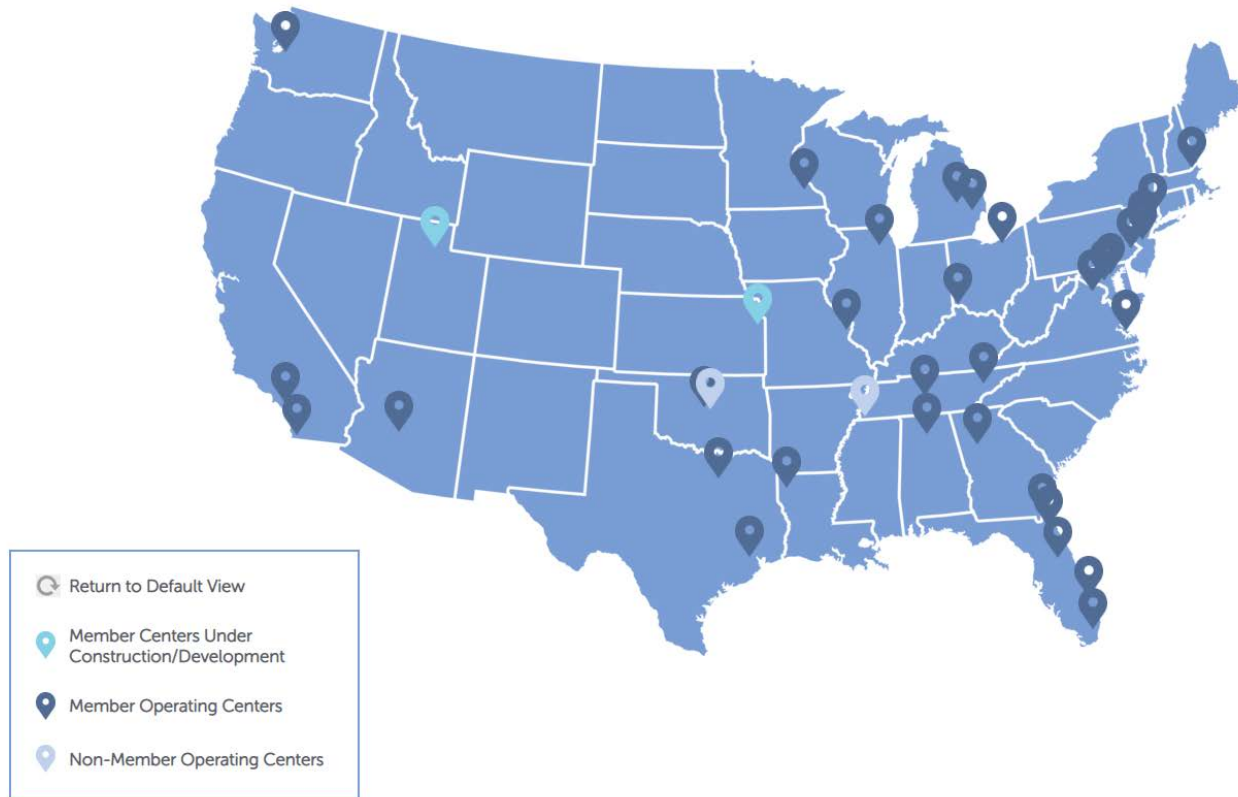 Return to Default View
Member Centers Under
Construction/Development
Member Operating Centers
Non-Member Operating Centers